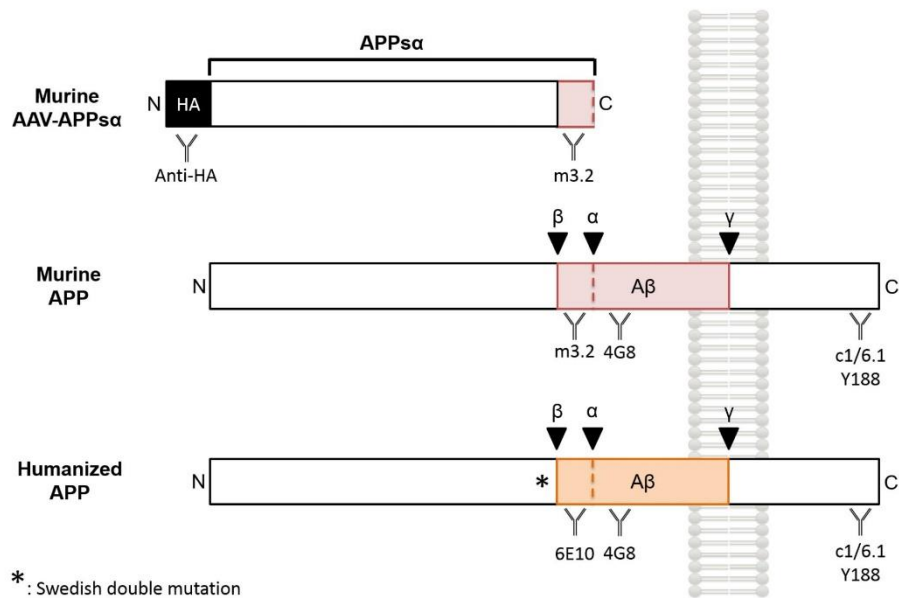 APPsα
Murine
AAV-APPsα
N
HA
C
Anti-HA
m3.2
β
α
γ
Murine
APP
N
Aβ
C
m3.2
4G8
c1/6.1
Y188
β
α
γ
Humanized
APP
N
*
Aβ
C
6E10
4G8
c1/6.1
Y188
* : Swedish double mutation